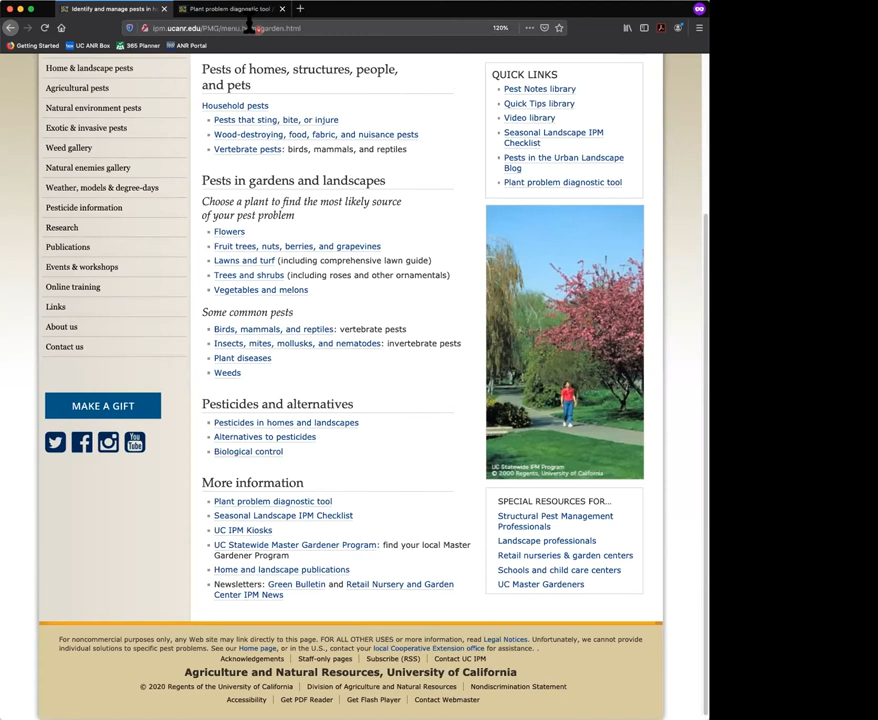 Identify and manage pests in h
Plant problem diagnostic tool /
ipm.ucanr.edu/PMG/menu.
garden.html
120%
Getting Started
UC ANR Box
365 Planner
ANR Portal
Home & landscape pests
Agricultural pests
Natural environment pests
Exotic & invasive pests
Weed gallery
Natural enemies gallery
Weather, models & degree-days
Pesticide information
Research
Publications
Events & workshops
Online training
Links
About us
Contact us
MAKE A GIFT
You
Tube
Pests of homes, structures, people,
and pets
Household pests
Pests that sting, bite, or injure
Wood-destroying, food, fabric, and nuisance pests
Vertebrate pests: birds, mammals, and reptiles
Pests in gardens and landscapes
Choose a plant to find the most likely source
of your pest problem
Flowers
Fruit trees, nuts, berries, and grapevines
Lawns and turf (including comprehensive lawn guide)
Trees and shrubs (including roses and other ornamentals)
Vegetables and melons
Some common pests
Birds, mammals, and reptiles: vertebrate pests
Insects, mites, mollusks, and nematodes: invertebrate pests
Plant diseases
Weeds
Pesticides and alternatives
Pesticides in homes and landscapes
Alternatives to pesticides
Biological control
More information
Plant problem diagnostic tool
Seasonal Landscape IPM Checklist
UC IPM Kiosks
UC Statewide Master Gardener Program: find your local Master
Gardener Program
Home and landscape publications
Newsletters: Green Bulletin and Retail Nursery and Garden
Center IPM News
QUICK LINKS
Pest Notes library
Quick Tips library
Video library
Seasonal Landscape IPM
Checklist
Pests in the Urban Landscape
Blog
Plant problem diagnostic tool
UC Statewide IPM Program
© 2000 Regents, University of California
SPECIAL RESOURCES FOR...
Structural Pest Management
Professionals
Landscape professionals
Retail nurseries & garden centers
Schools and child care centers
UC Master Gardeners
For noncommercial purposes only, any Web site may link directly to this page. FOR ALL OTHER USES or more information, read Legal Notices. Unfortunately, we cannot provide
individual solutions to specific pest problems. See our Home page, or in the U.S., contact your local Cooperative Extension office for assistance. .
Acknowledgements Staff-only pages Subscribe (RSS) Contact UC IPM
Agriculture and Natural Resources, University of California
© 2020 Regents of the University of California Division of Agriculture and Natural Resources Nondiscrimination Statement
Accessibility Get PDF Reader Get Flash Player Contact Webmaster